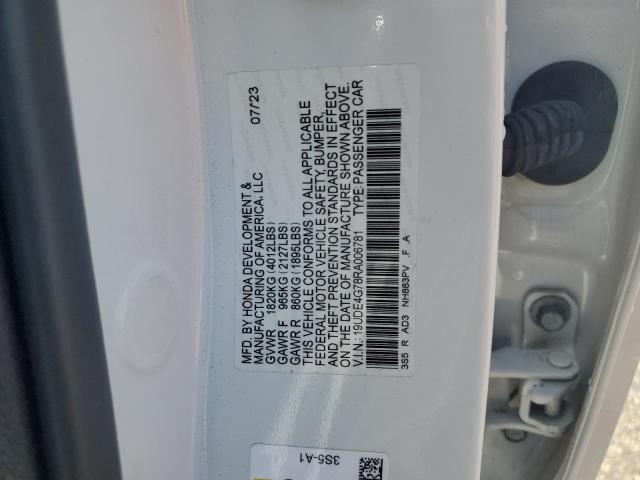 MFD. BY HONDA DEVELOPMENT & 07/23
MANUFACTURING OF AMERICA, LLC
GVWR 1820KG (4012LBS)
GAWR F 965KG (2127LBS)
GAWR R 860KG (1895LBS)
THIS VEHICLE CONFORMS TO ALL APPLICABLE
FEDERAL MOTOR VEHICLE SAFETY, BUMPER,
AND THEFT PREVENTION STANDARDS IN EFFECT
ON THE DATE OF MANUFACTURE SHOWN ABOVE.
V.I.N.: 19UDE4G78RA006781 TYPE: PASSENGER CAR
3S5 R AD3 NH883PV .F .A
3S5-A1